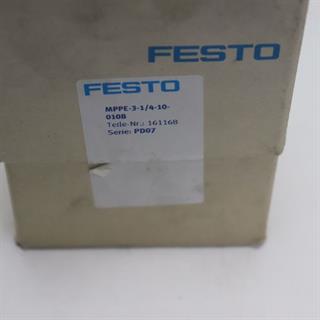 FESTO
FESTO
MPPE-3-1/4-10-
010B
Teile-Nr.: 161168
Serie: PD07